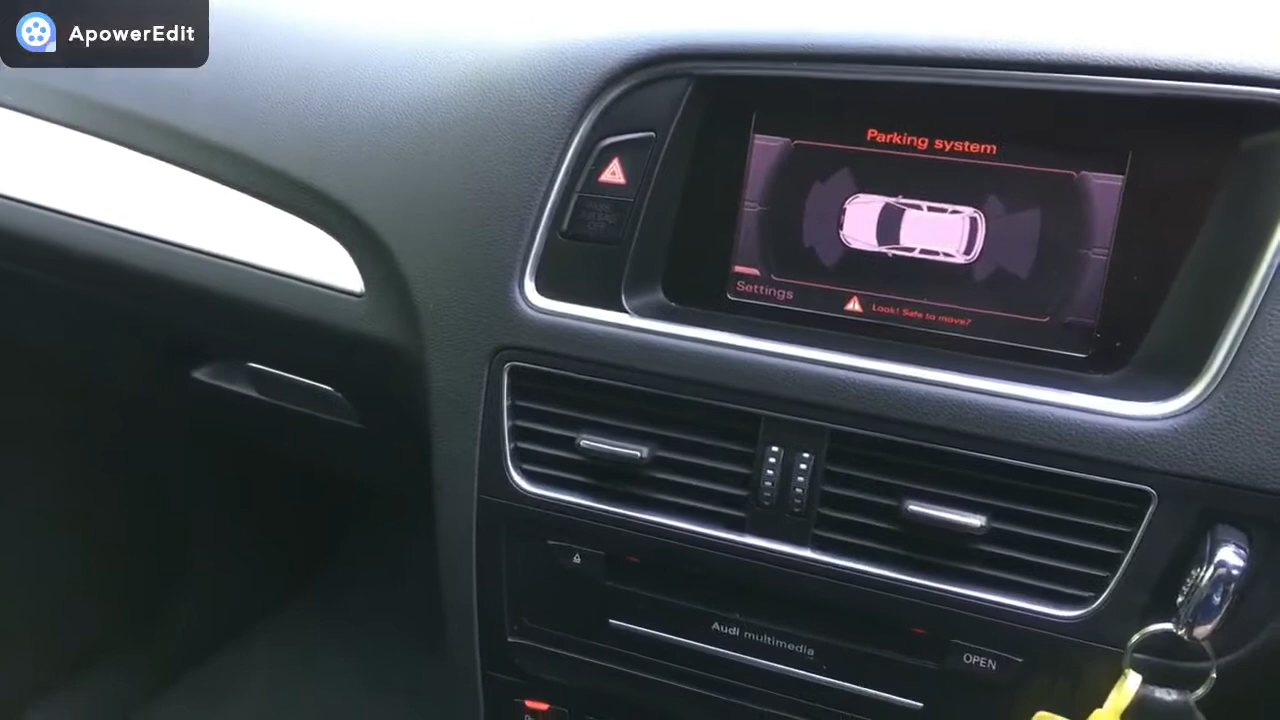 ApowerEdit
Parking system
Settings
Look! Safe to move?
Audi multimedia
OPEN